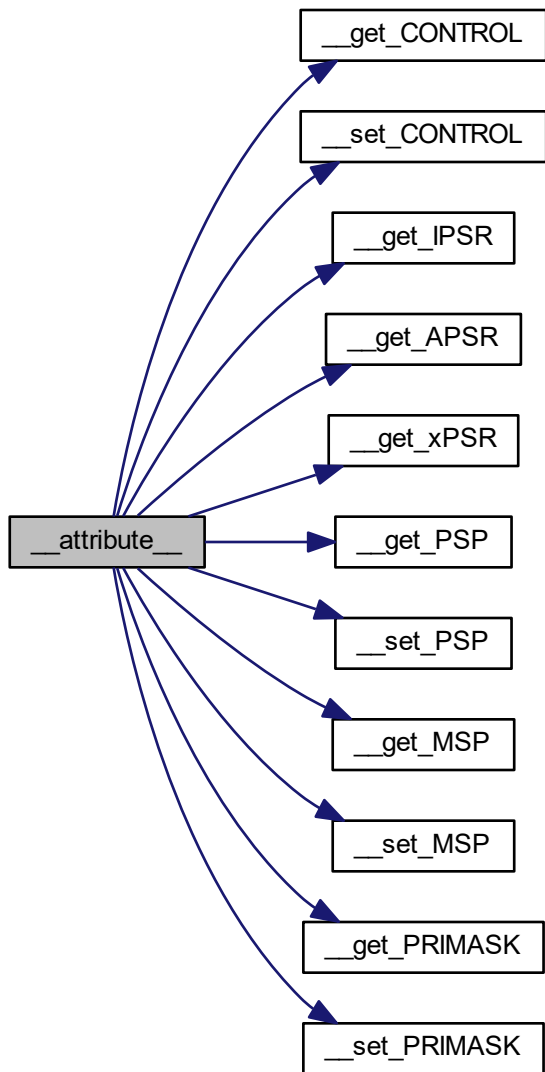 __get_CONTROL
__set_CONTROL
__get_IPSR
__get_APSR
__get_xPSR
__attribute__
__get_PSP
__set_PSP
__get_MSP
__set_MSP
__get_PRIMASK
__set_PRIMASK